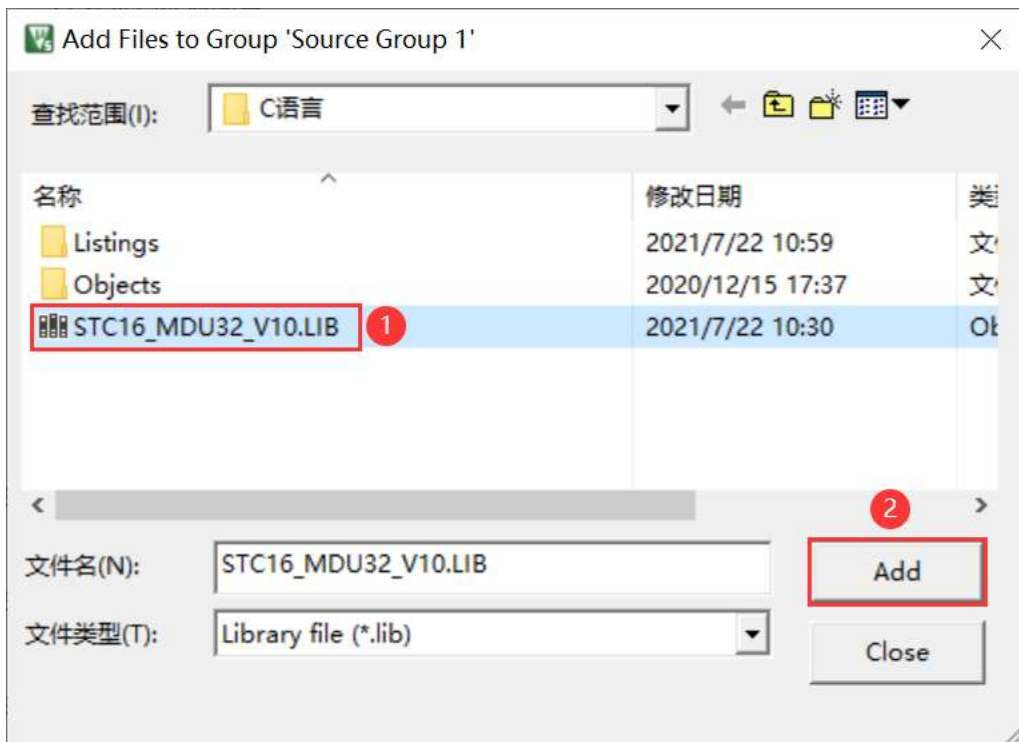 Add Files to Group 'Source Group 1'
查找范围(I): C语言
名称 修改日期
Listings 2021/7/22 10:59 文
Objects 2020/12/15 17:37 文
STC16_MDU32_V10.LIB 1 2021/7/22 10:30
2
文件名(N): STC16_MDU32_V10.LIB Add
文件类型(T): Library file (*.lib)
Close